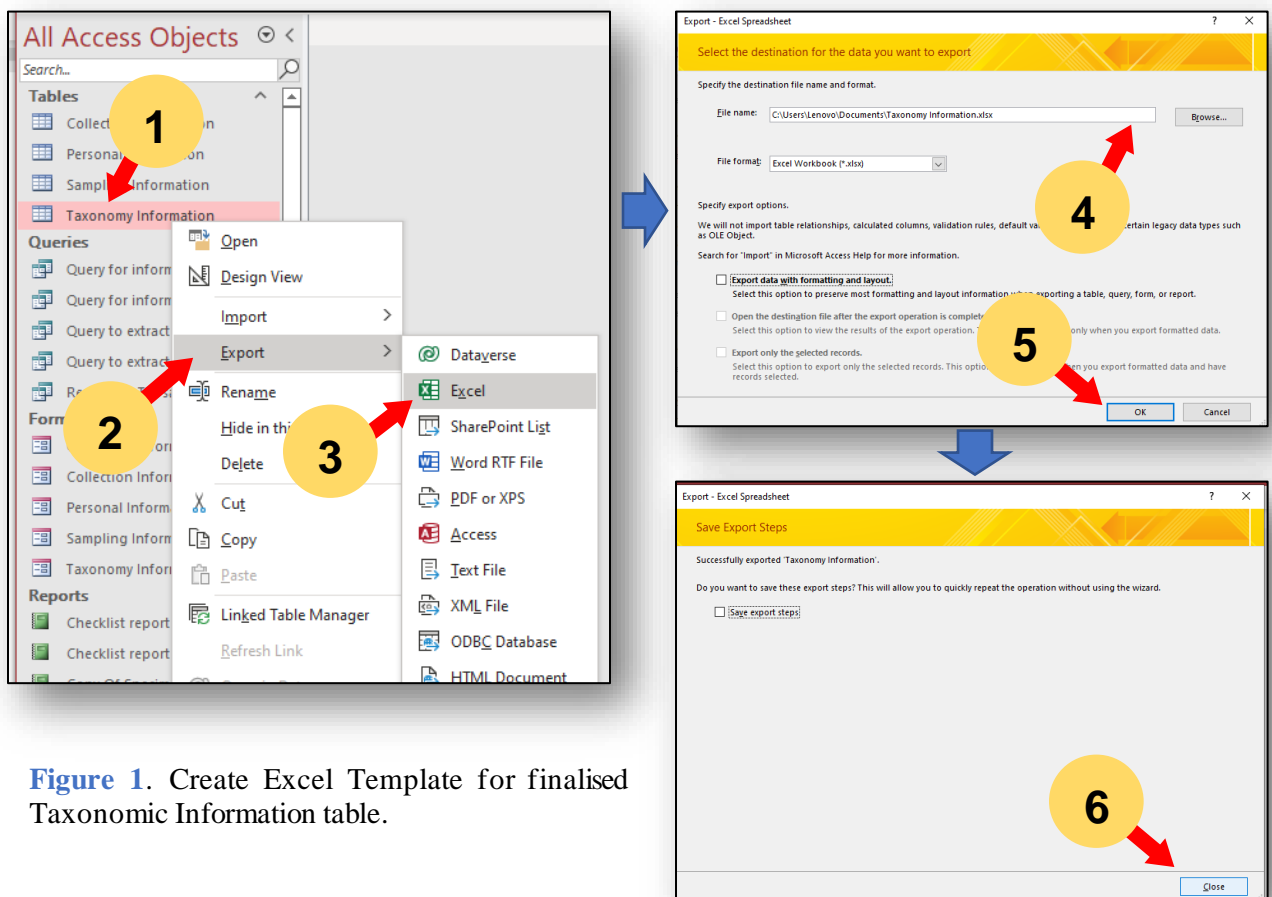 All Access Objects
Search...
Tables
Collect on
1
Personal on
Sampling Information
Taxonomy Information
Queries
Query for inform
Query for inform
Query to extract
Query to extract
Form
2
Collection Inform
Personal Inform
Sampling Inform
Taxonomy Inform
Reports
Checklist report
Checklist report
Open
Design View
Import
Export
Rename
Hide in thi
Delete
3
Cut
Copy
Paste
Linked Table Manager
Refresh Link
Dataverse
Excel
SharePoint List
Word RTF File
PDF or XPS
Access
Text File
XML File
ODBC Database
HTML Document
Export - Excel Spreadsheet
Select the destination for the data you want to export
Specify the destination file name and format.
File name: C:\Users\Lenovo\Documents\Taxonomy Information.xlsx Browse...
File format: Excel Workbook (*.xlsx)
4
Specify export options.
We will not import table relationships, calculated columns, validation rules, default va ertain legacy data types such
as OLE Object.
Search for 'Import' in Microsoft Access Help for more information.
Export data with formatting and layout.
Select this option to preserve most formatting and layout information when exporting a table, query, form, or report.
Open the destination file after the export operation is complet
Select this option to view the results of the export operation. only when you export formatted data.
5
Export only the selected records.
Select this option to export only the selected records. This optio en you export formatted data and have
records selected.
OK Cancel
Export - Excel Spreadsheet
Save Export Steps
Successfully exported 'Taxonomy Information'.
Do you want to save these export steps? This will allow you to quickly repeat the operation without using the wizard.
Save export steps
6
Close
Figure 1. Create Excel Template for finalised
Taxonomic Information table.